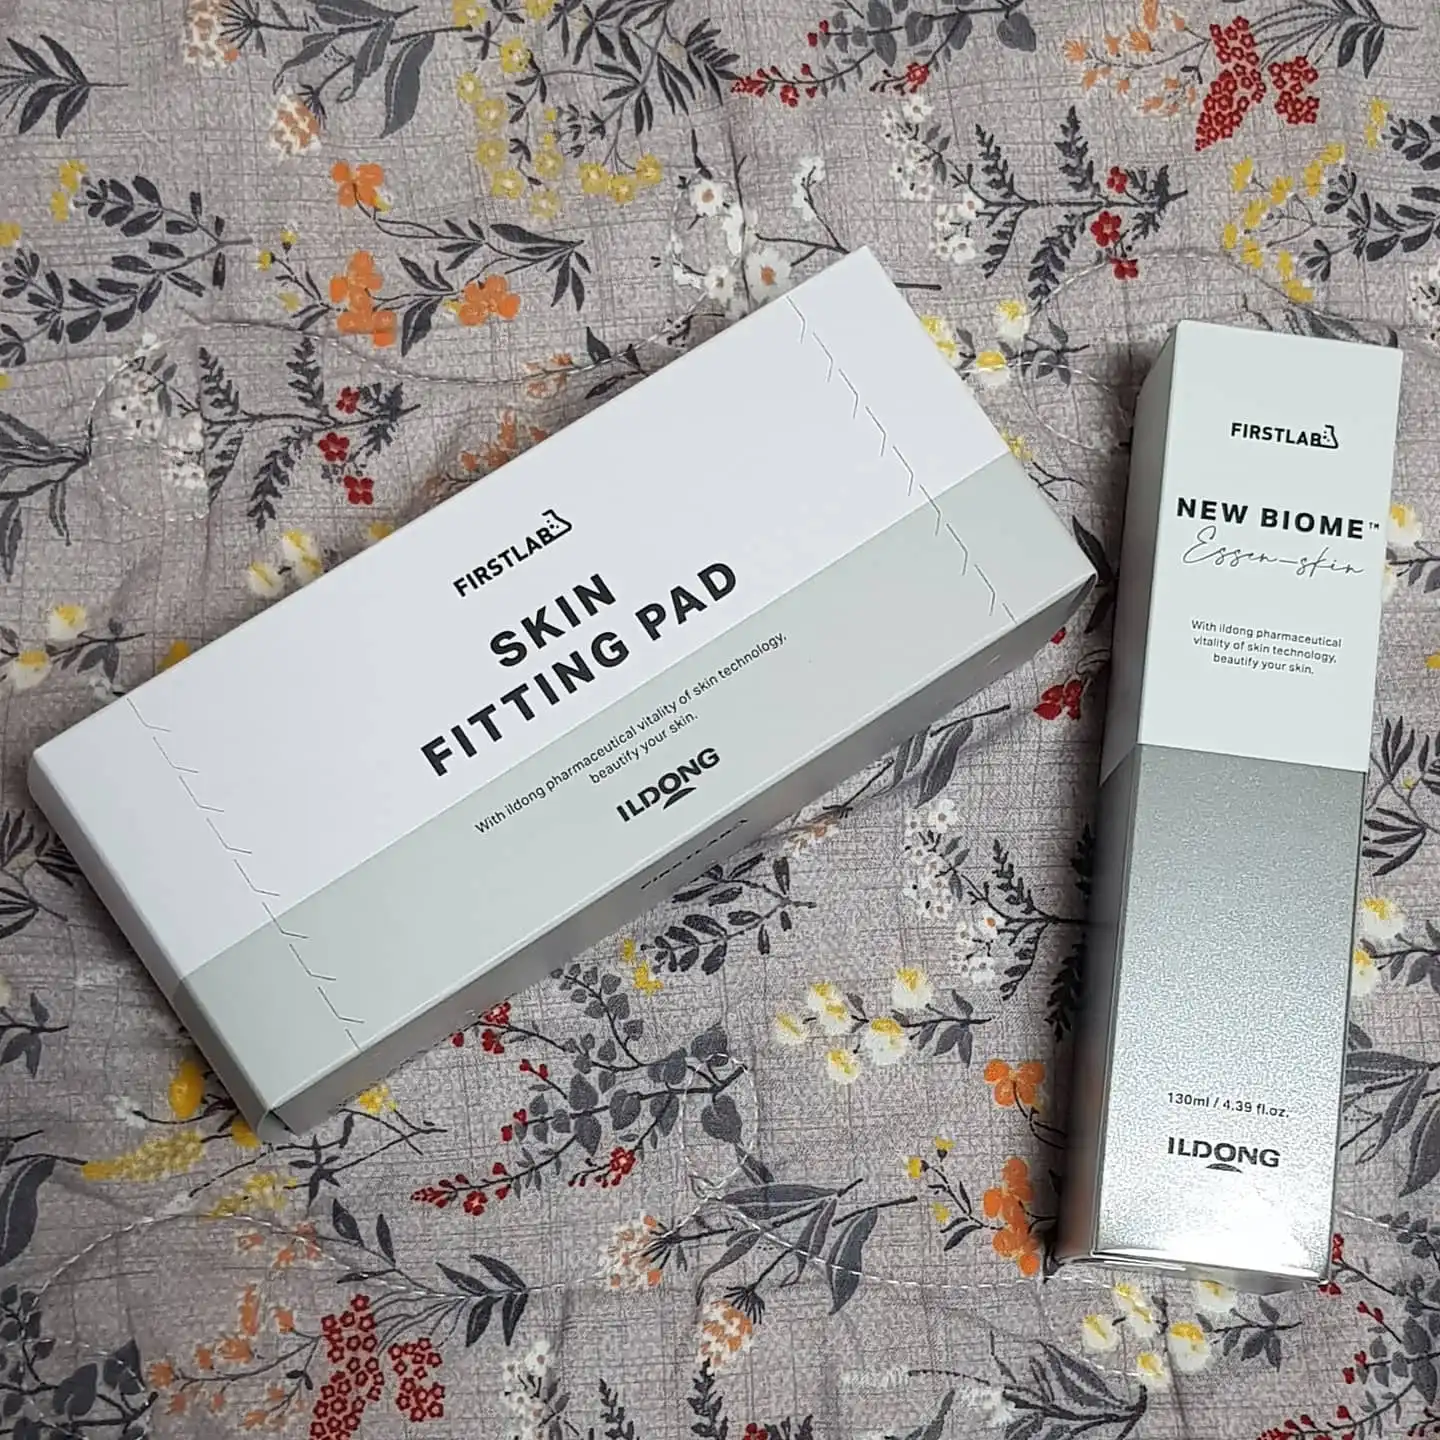 FIRSTLAB
SKIN
FITTING PAD
With ildong pharmaceutical vitality of skin technology,
beautify your skin.
ILDONG
FIRSTLAB
NEW BIOME™
Essen-skin
With ildong pharmaceutical
vitality of skin technology,
beautify your skin.
130ml / 4.39 fl.oz.
ILDONG